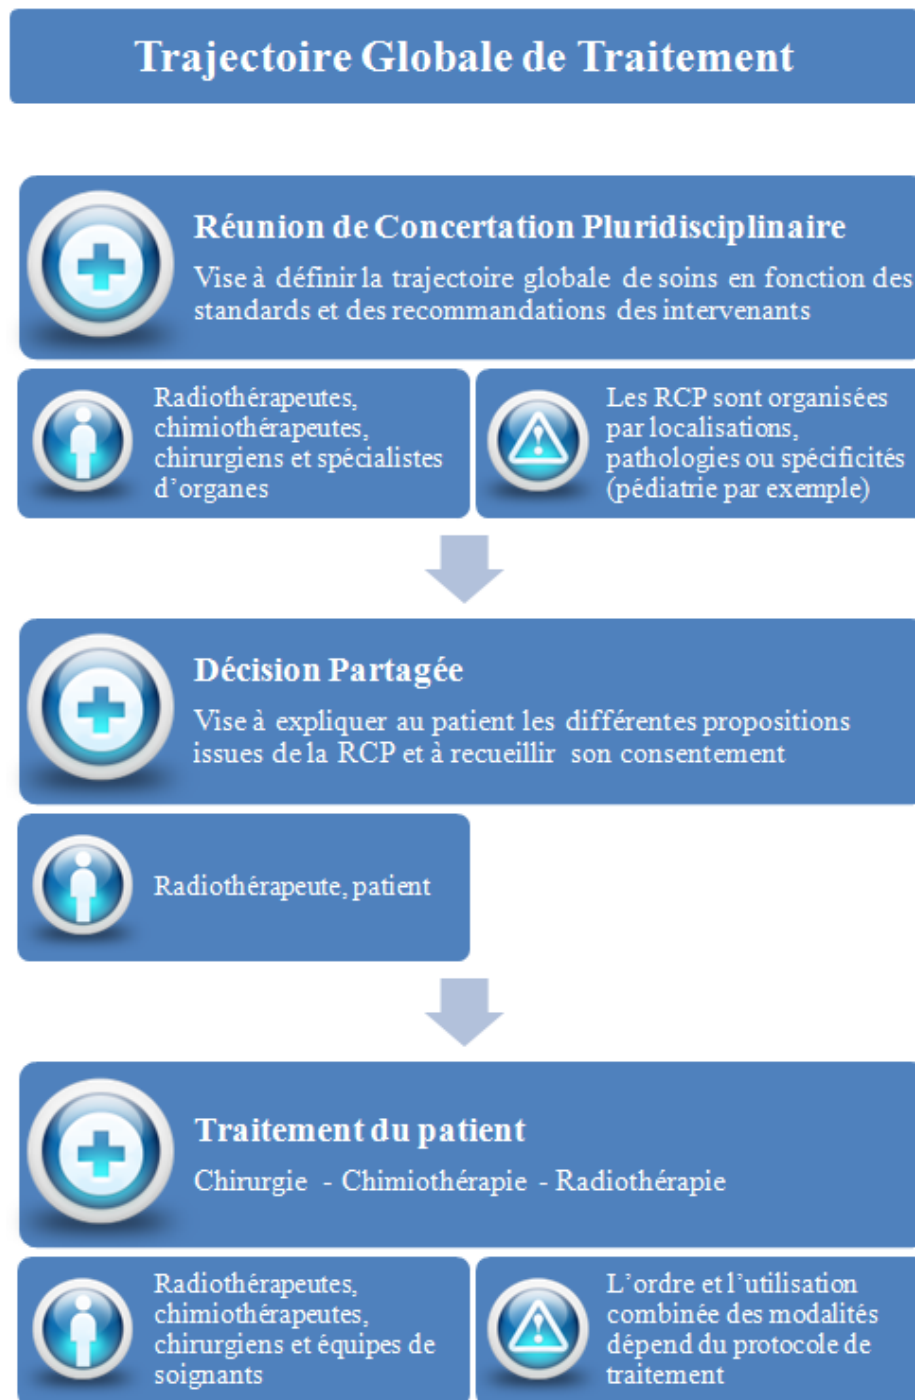 Trajectoire Globale de Traitement
Réunion de Concertation Pluridisciplinaire
Vise à définir la trajectoire globale de soins en fonction des
standards et des recommandations des intervenants
Radiothérapeutes,
chimiothérapeutes,
chirurgiens et spécialistes
d’organes
Les RCP sont organisées
par localisations,
pathologies ou spécificités
(pédiatrie par exemple)
Décision Partagée
Vise à expliquer au patient les différentes propositions
issues de la RCP et à recueillir son consentement
Radiothérapeute, patient
Traitement du patient
Chirurgie - Chimiothérapie - Radiothérapie
Radiothérapeutes,
chimiothérapeutes,
chirurgiens et équipes de
soignants
L’ordre et l’utilisation
combinée des modalités
dépend du protocole de
traitement